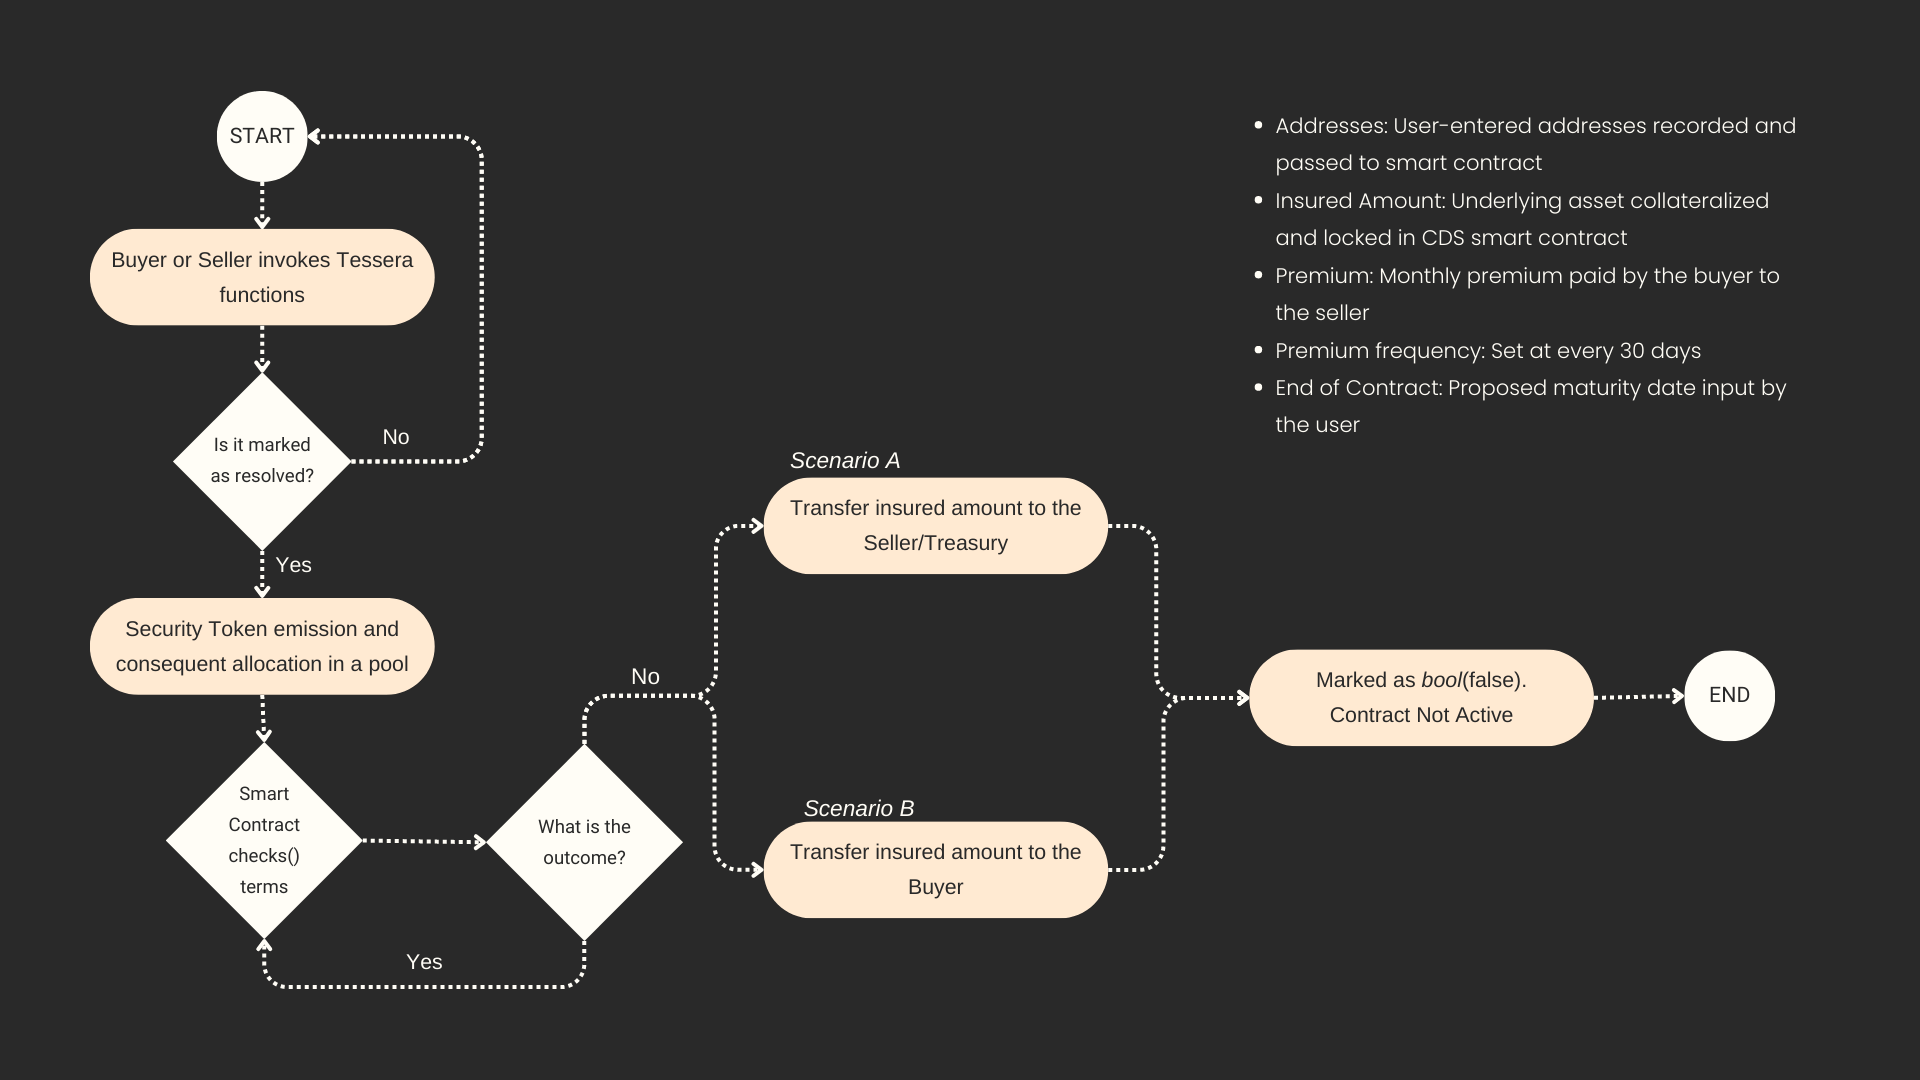 START
Buyer or Seller invokes Tessera
functions
Is it marked
as resolved?
No
Yes
Security Token emission and
consequent allocation in a pool
Smart
Contract
checks()
terms
What is the
outcome?
Yes
No
Scenario A
Transfer insured amount to the
Seller/Treasury
Scenario B
Transfer insured amount to the
Buyer
Marked as bool(false).
Contract Not Active
END
• Addresses: User-entered addresses recorded and
passed to smart contract
• Insured Amount: Underlying asset collateralized
and locked in CDS smart contract
• Premium: Monthly premium paid by the buyer to
the seller
• Premium frequency: Set at every 30 days
• End of Contract: Proposed maturity date input by
the user